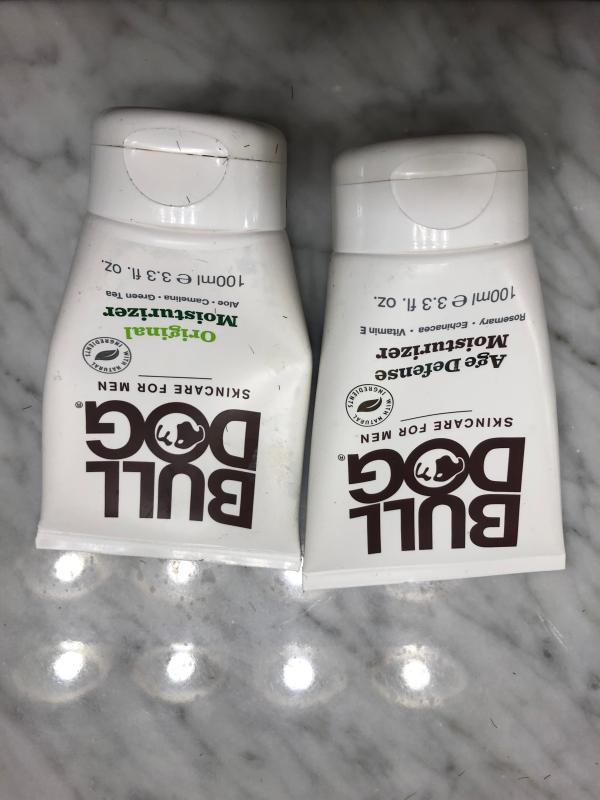 BULL
DOG®
SKINCARE FOR MEN
WITH NATURAL
INGREDIENTS
Original
Moisturizer
Aloe • Camelina • Green Tea
100ml ℮ 3.3 fl. oz.
BULL
DOG®
SKINCARE FOR MEN
WITH NATURAL
INGREDIENTS
Age Defense
Moisturizer
Rosemary • Echinacea • Vitamin E
100ml ℮ 3.3 fl. oz.